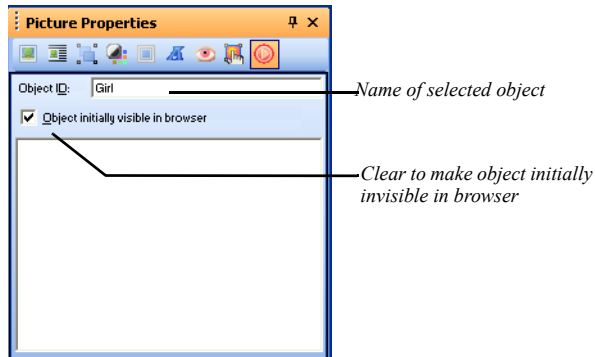 Picture Properties
Object ID: Girl
Name of selected object
Object initially visible in browser
Clear to make object initially
invisible in browser